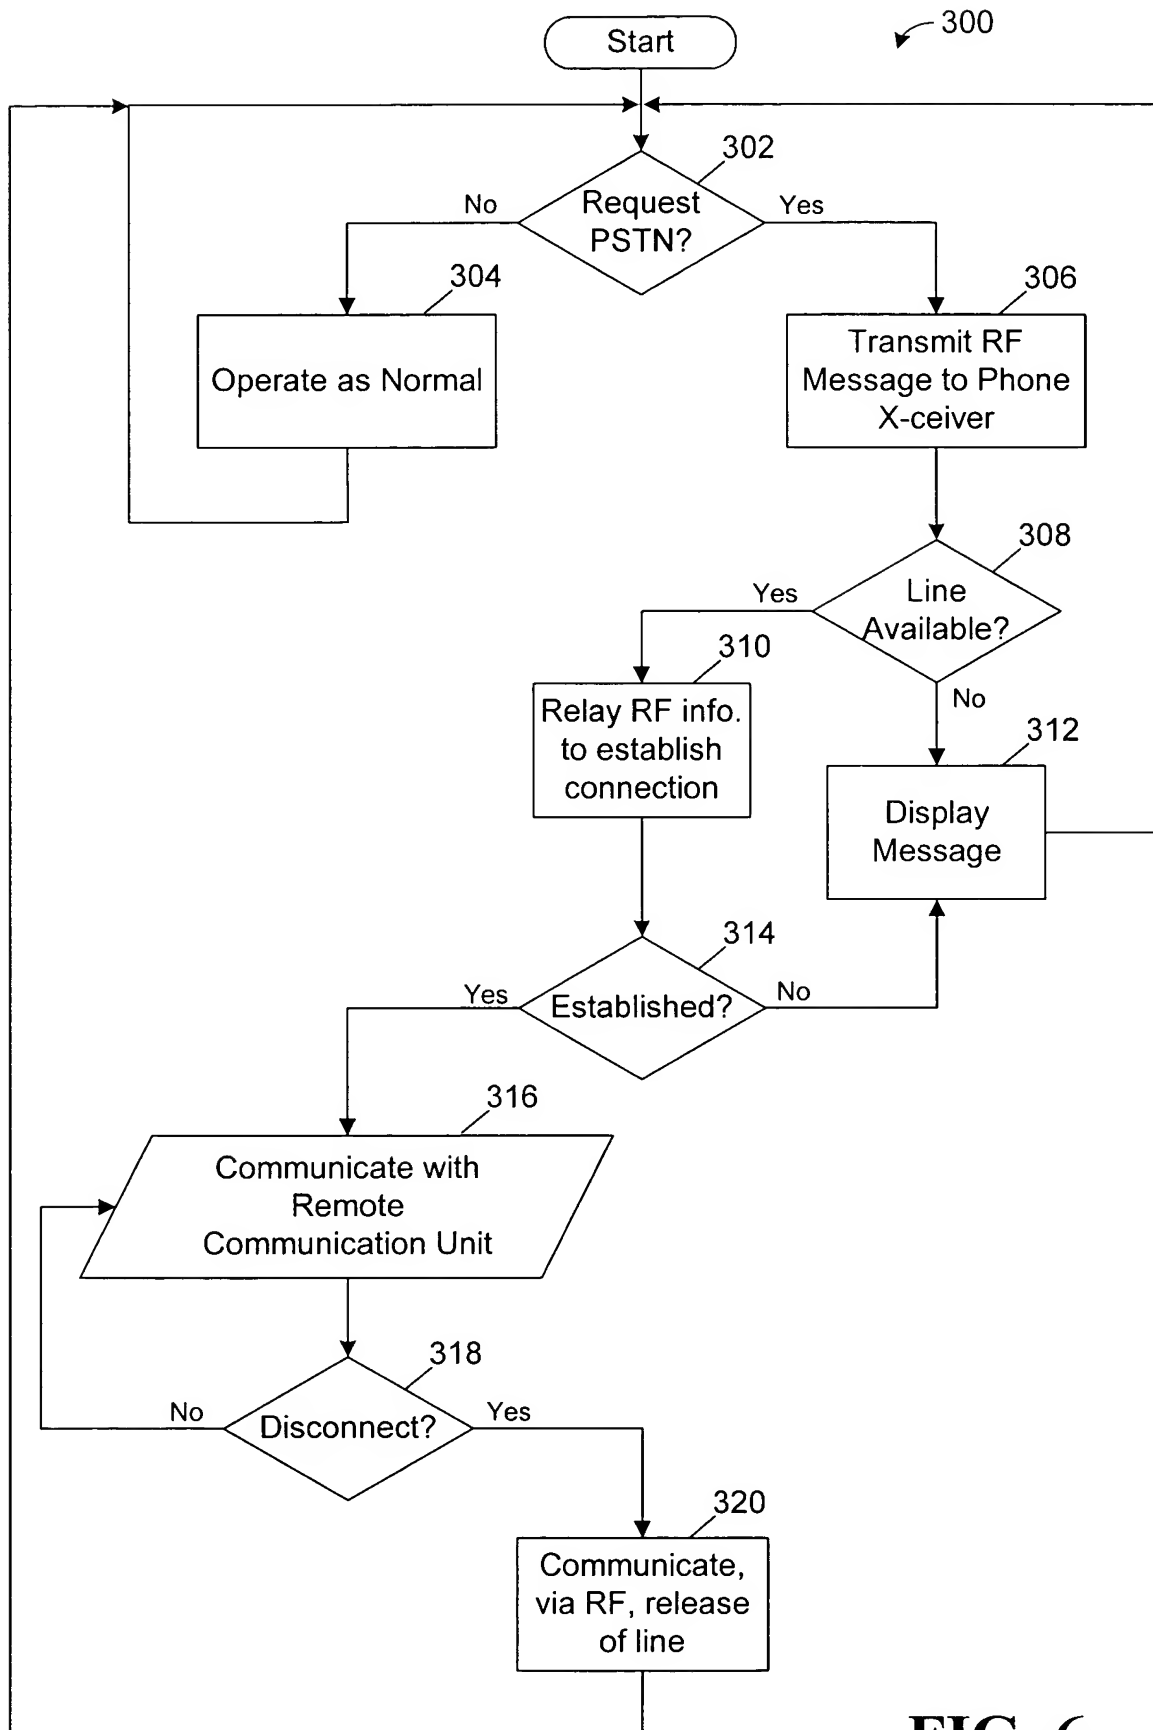 Start
300
302
Request
PSTN?
No
Yes
304
Operate as Normal
306
Transmit RF
Message to Phone
X-ceiver
308
Line
Available?
Yes
No
310
Relay RF info.
to establish
connection
312
Display
Message
314
Established?
Yes
No
316
Communicate with
Remote
Communication Unit
318
Disconnect?
No
Yes
320
Communicate,
via RF, release
of line
FIG. 6